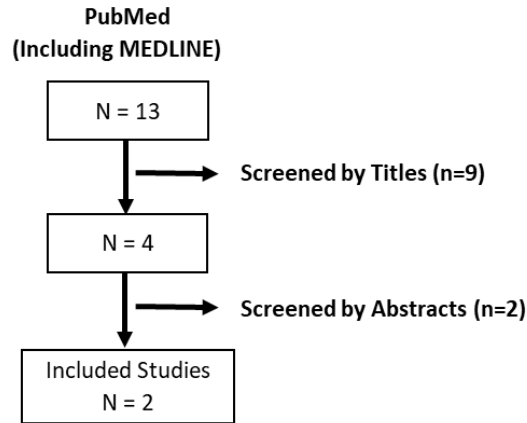 PubMed
(Including MEDLINE)
N = 13
Screened by Titles (n=9)
N = 4
Screened by Abstracts (n=2)
Included Studies
N = 2